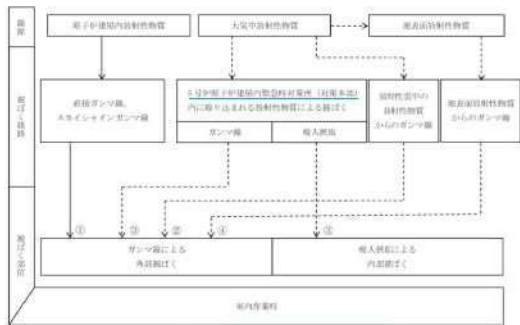 線源
原子炉建屋内放射性物質
大気中放射性物質
地表面放射性物質
被ばく経路
直接ガンマ線,
スカイシャインガンマ線
5号炉原子炉建屋内緊急時対策所（対策本部）
内に取り込まれる放射性物質による被ばく
ガンマ線
吸入摂取
放射性雲中の
放射性物質
からのガンマ線
地表面放射性物質
からのガンマ線
被ばく部位
①
③
②
④
③
ガンマ線による
外部被ばく
吸入摂取による
内部被ばく
室内作業時